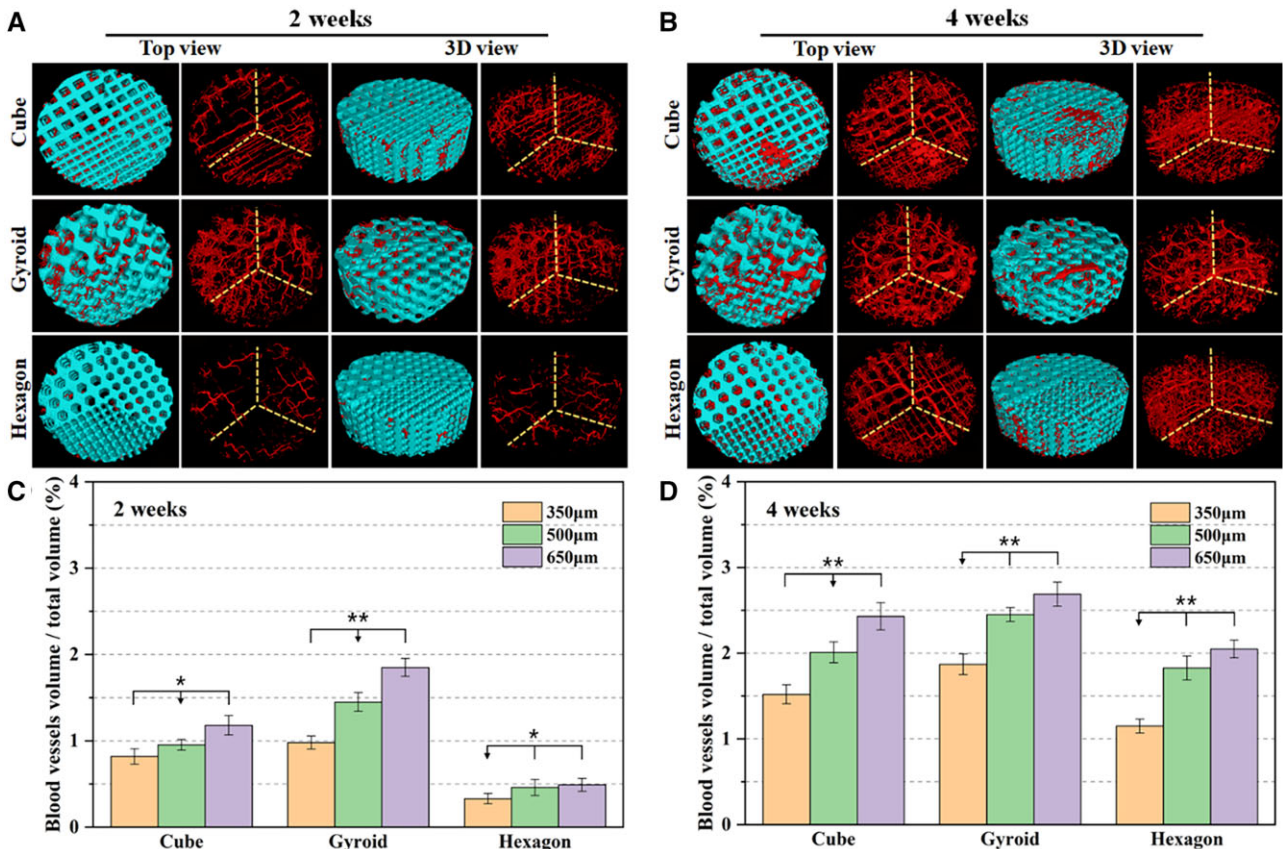 A
2 weeks
Top view
3D view
Cube
Gyroid
Hexagon
B
4 weeks
Top view
3D view
Cube
Gyroid
Hexagon
C
Blood vessels volume / total volume (%)
4
3
2
1
0
2 weeks
350μm
500μm
650μm
*
**
*
Cube
Gyroid
Hexagon
D
Blood vessels volume / total volume (%)
4
3
2
1
0
4 weeks
350μm
500μm
650μm
**
**
**
Cube
Gyroid
Hexagon